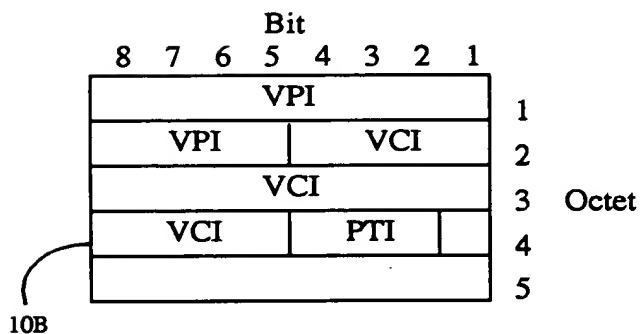 Bit
8 7 6 5 4 3 2 1
VPI
1
VPI VCI
2
VCI
3 Octet
VCI PTI
4
5
10B